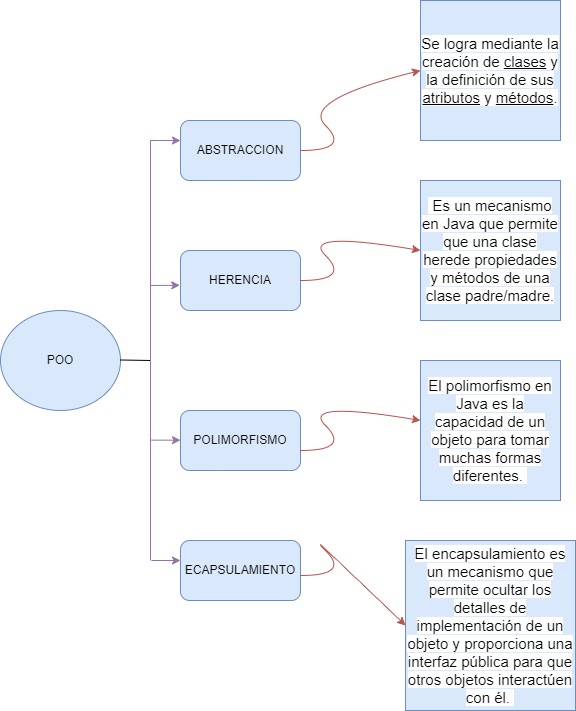 POO
ABSTRACCION
Se logra mediante la
creación de clases y
la definición de sus
atributos y métodos.
HERENCIA
Es un mecanismo
en Java que permite
que una clase
herede propiedades
y métodos de una
clase padre/madre.
POLIMORFISMO
El polimorfismo en
Java es la
capacidad de un
objeto para tomar
muchas formas
diferentes.
ECAPSULAMIENTO
El encapsulamiento es
un mecanismo que
permite ocultar los
detalles de
implementación de un
objeto y proporciona una
interfaz pública para que
otros objetos interactúen
con él.